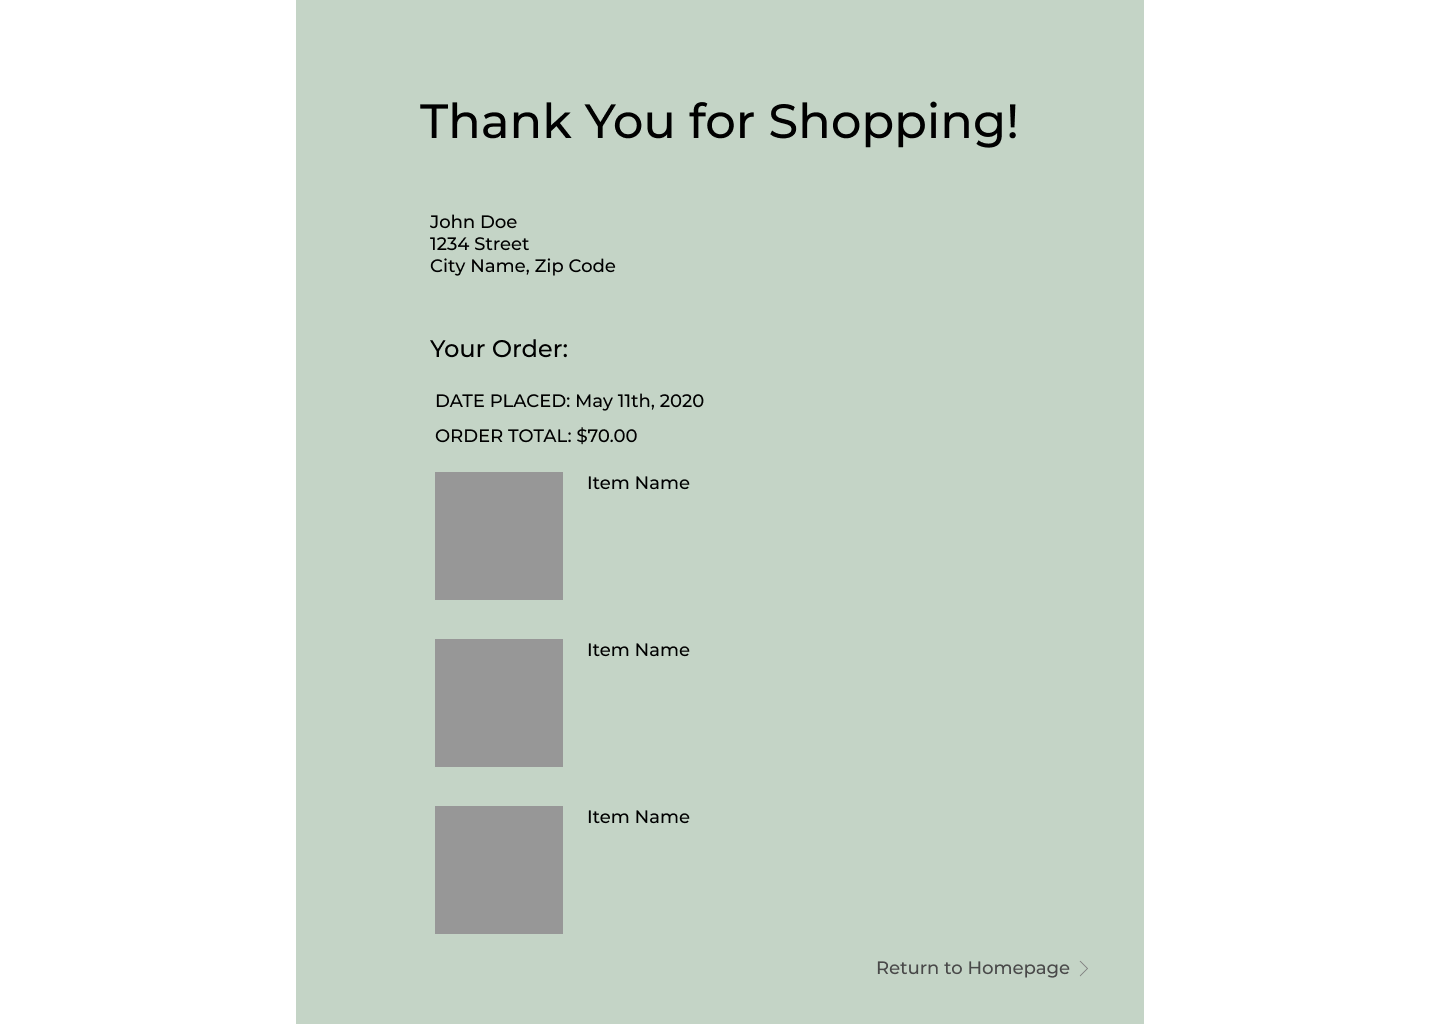 Thank You for Shopping!
John Doe
1234 Street
City Name, Zip Code
Your Order:
DATE PLACED: May 11th, 2020
ORDER TOTAL: $70.00
Item Name
Item Name
Item Name
Return to Homepage